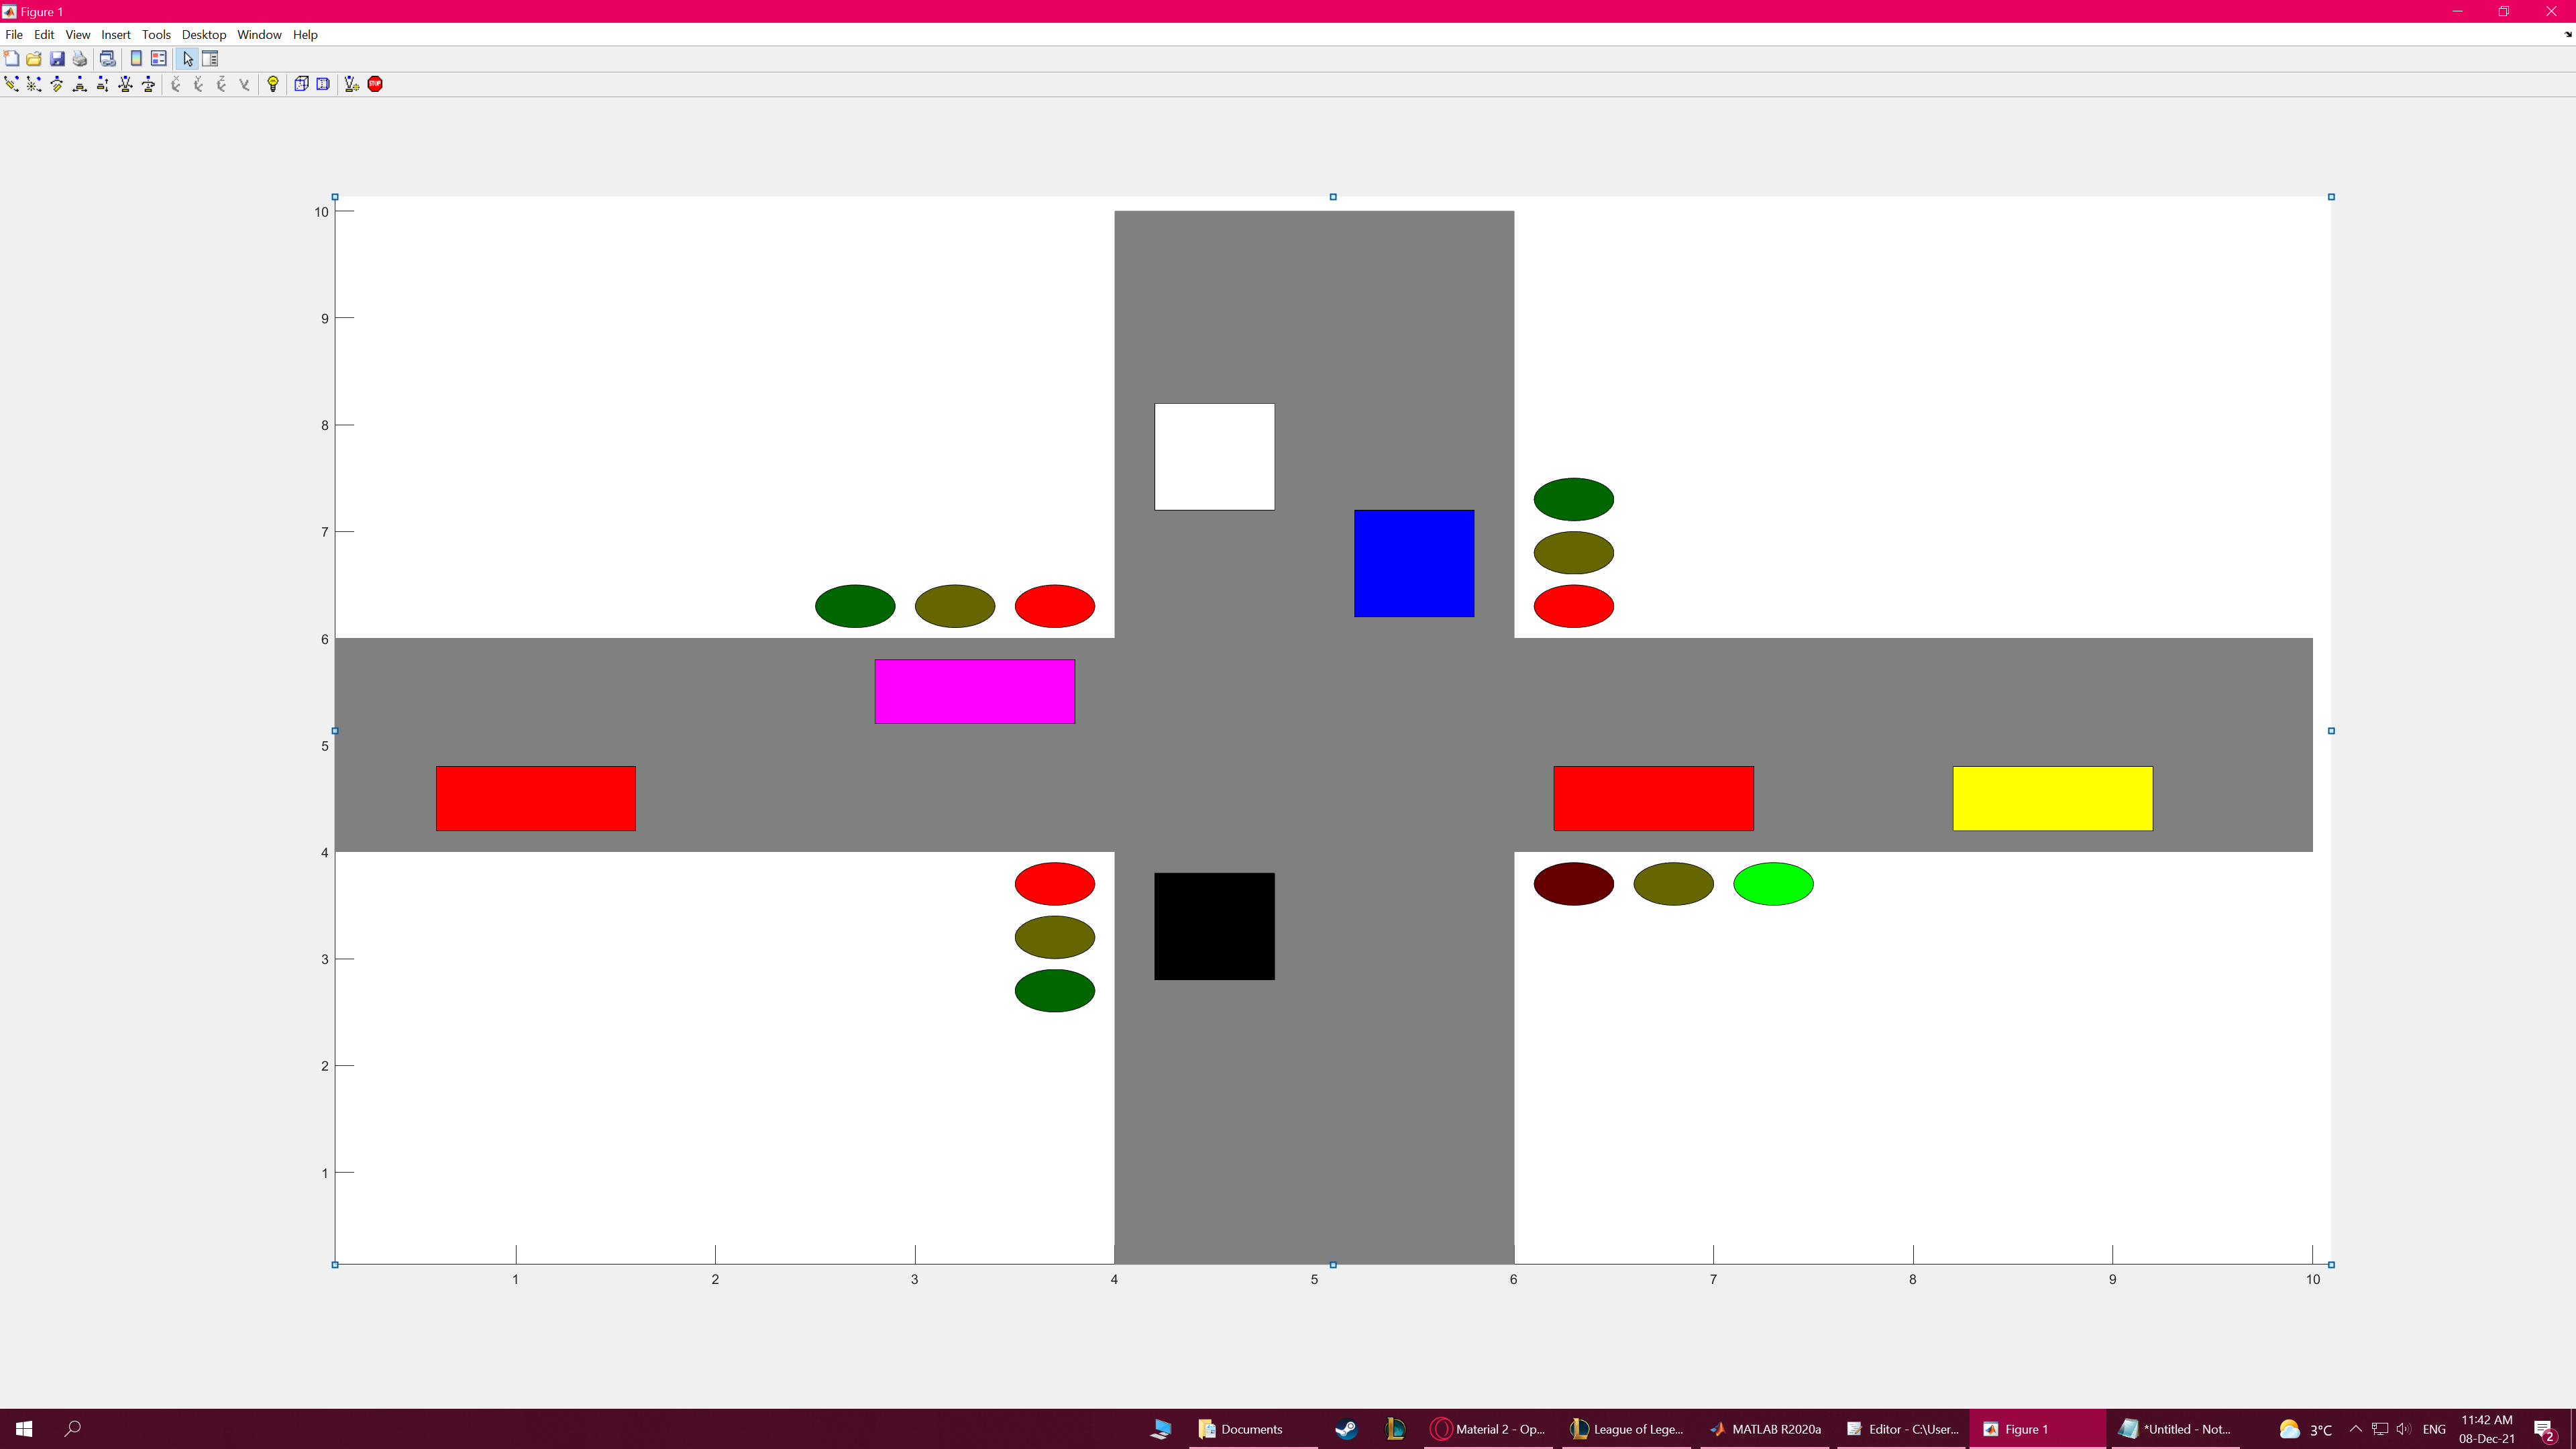 Figure 1
File Edit View Insert Tools Desktop Window Help
STOP
10
9
8
7
6
5
4
3
2
1
1 2 3 4 5 6 7 8 9 10
Documents Material 2 - Op... League of Lege... MATLAB R2020a Editor - C:\User... Figure 1 *Untitled - Not... 3°C ENG 11:42 AM
08-Dec-21 2